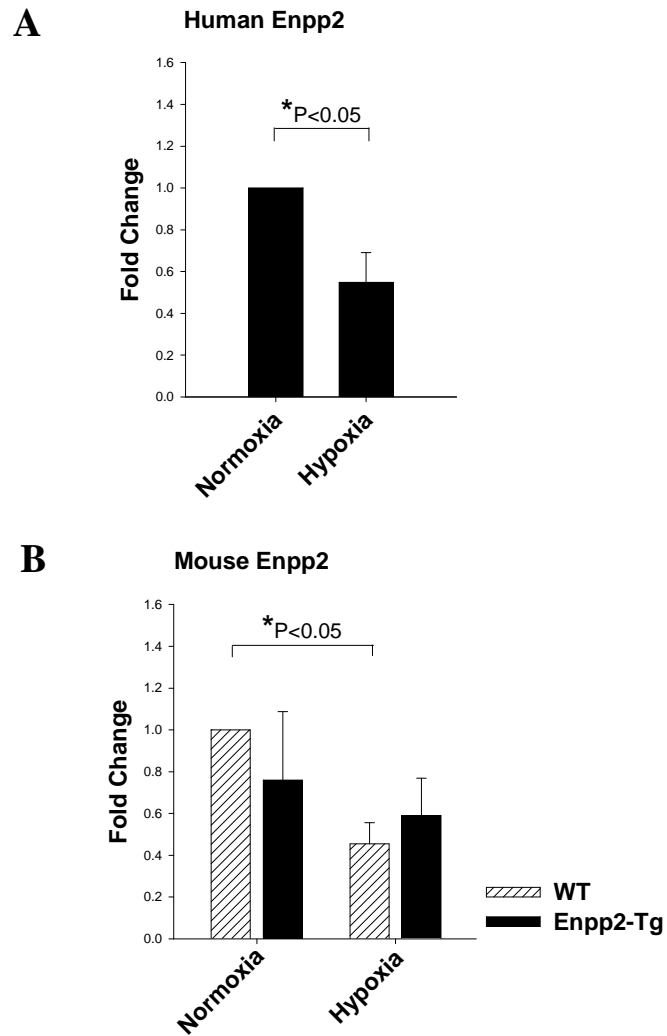 A
Human Enpp2
1.6
1.4
1.2
1.0
0.8
0.6
0.4
0.2
0.0
Fold Change
*P<0.05
Normoxia
Hypoxia
B
Mouse Enpp2
1.6
1.4
1.2
1.0
0.8
0.6
0.4
0.2
0.0
Fold Change
*P<0.05
Normoxia
Hypoxia
WT
Enpp2-Tg